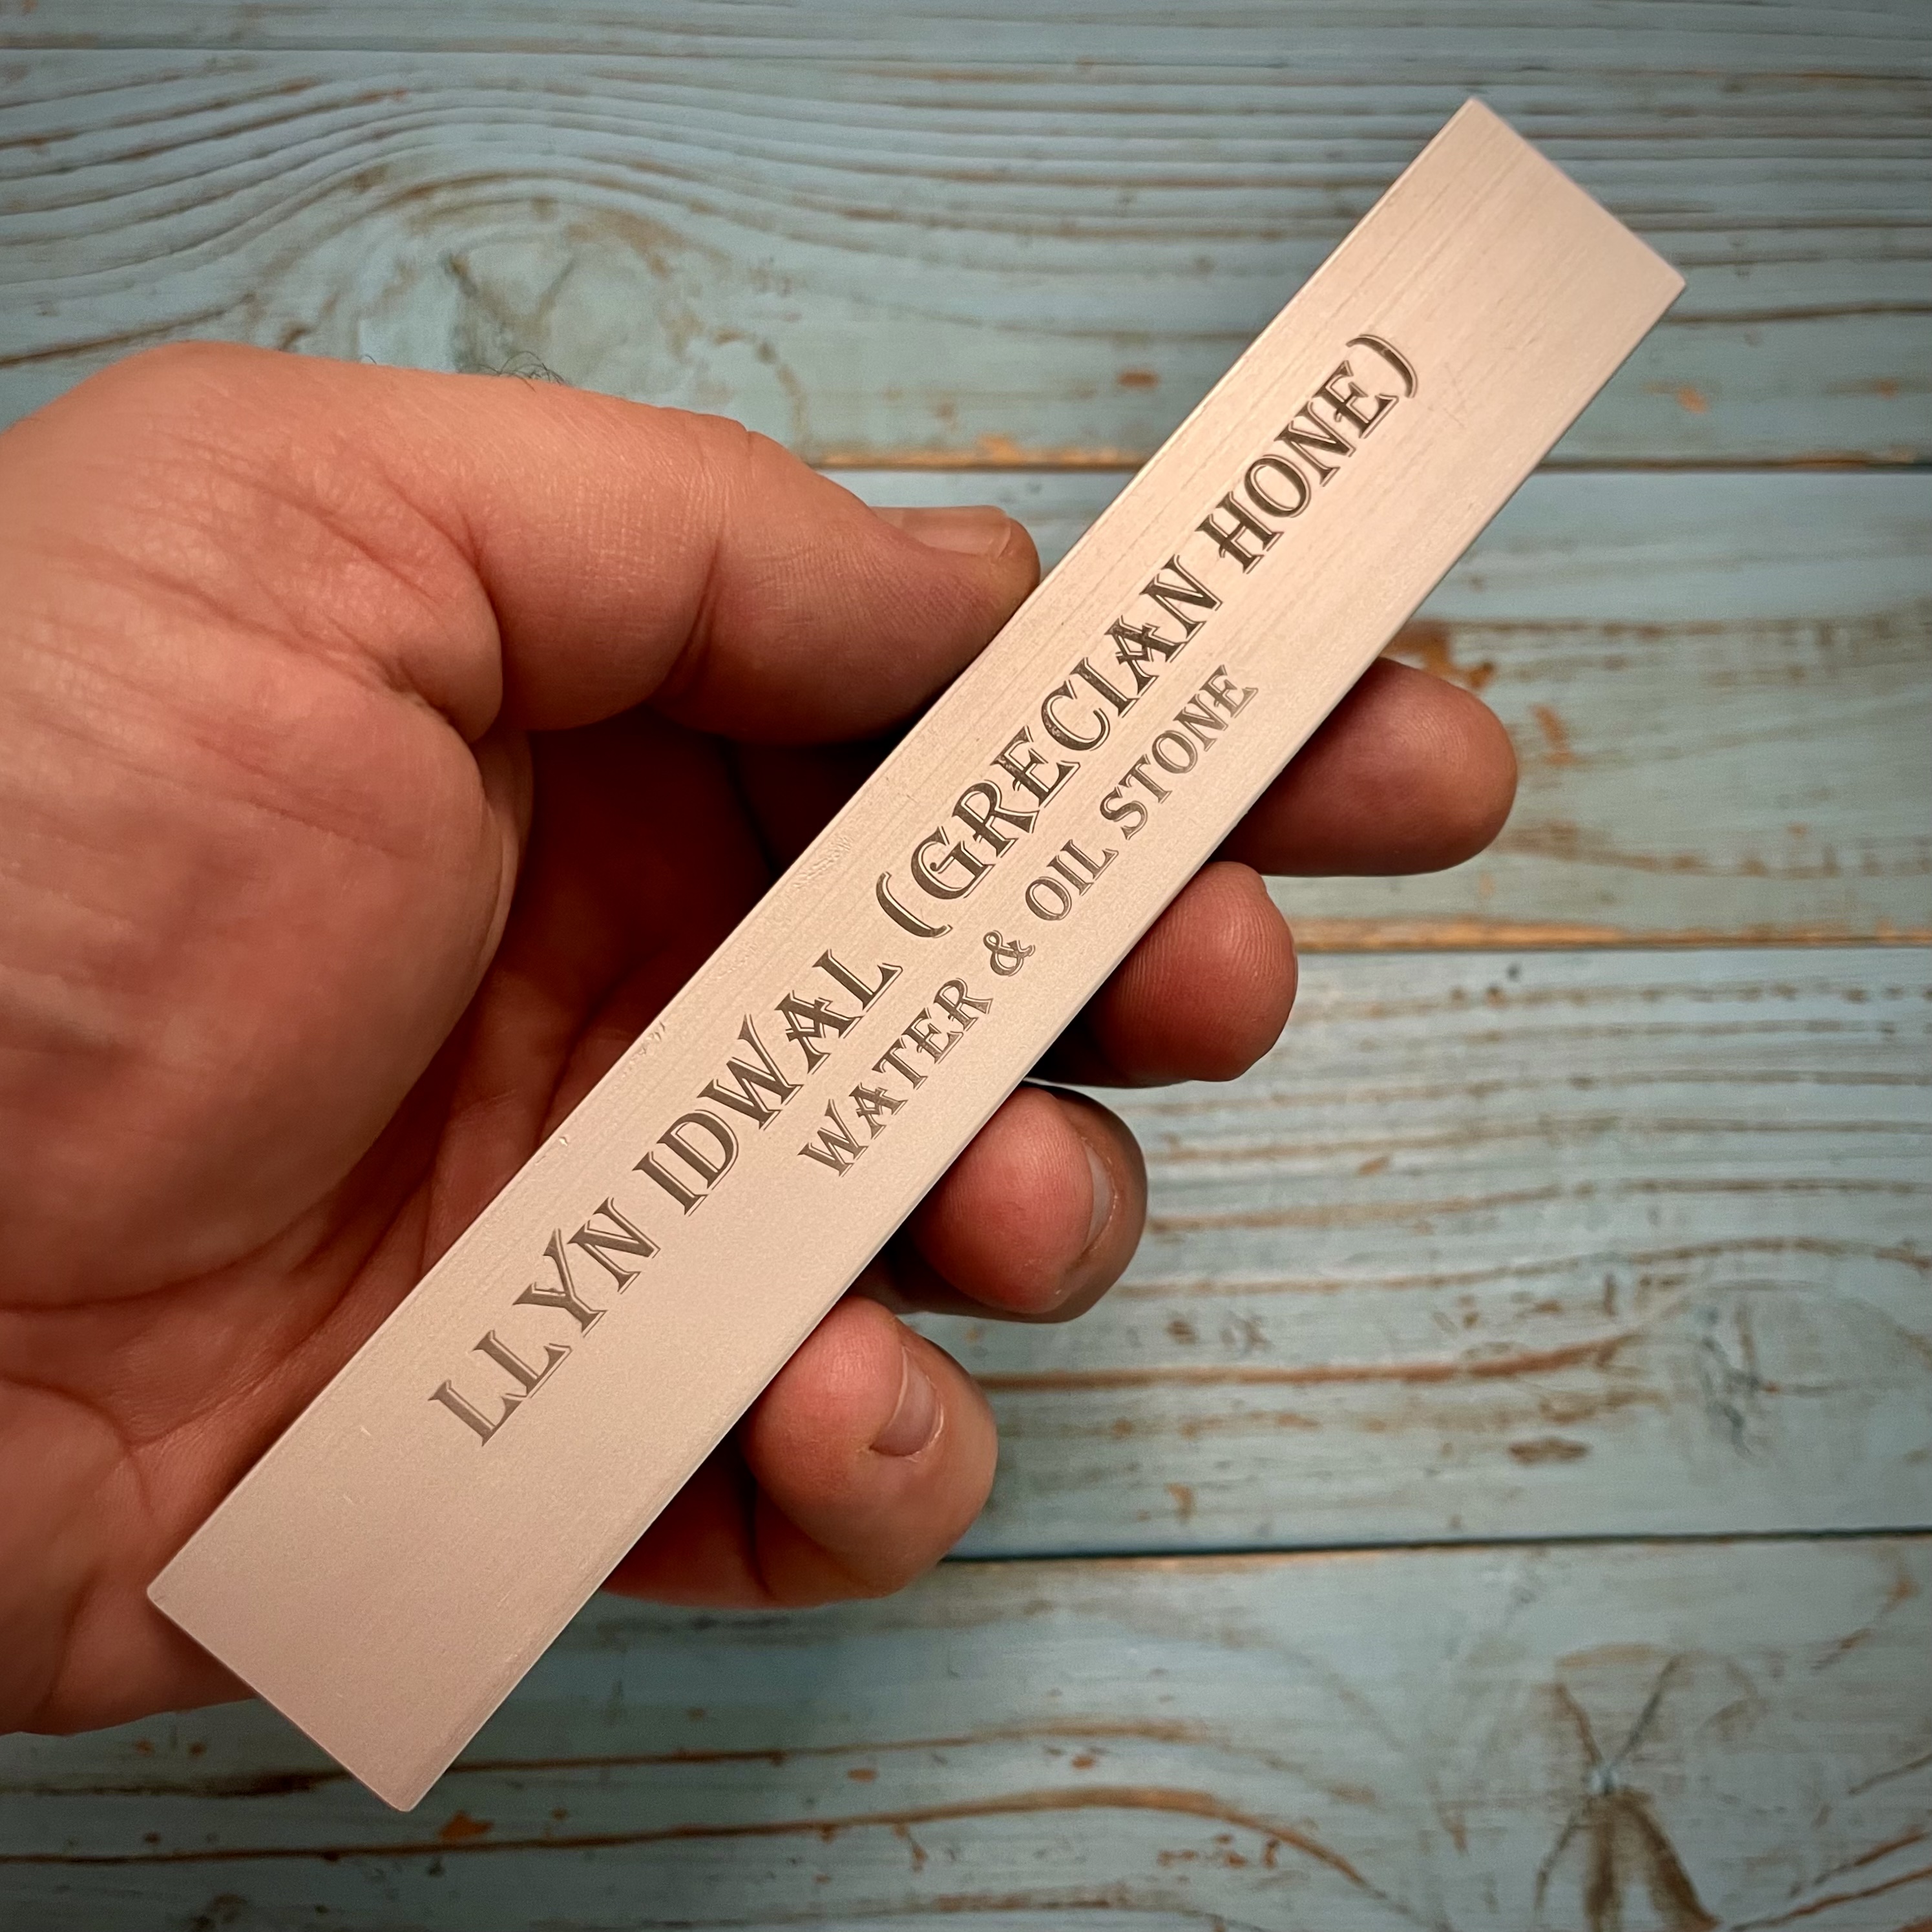 LLYN IDWAL (GRECIAN HONE)
WATER & OIL STONE